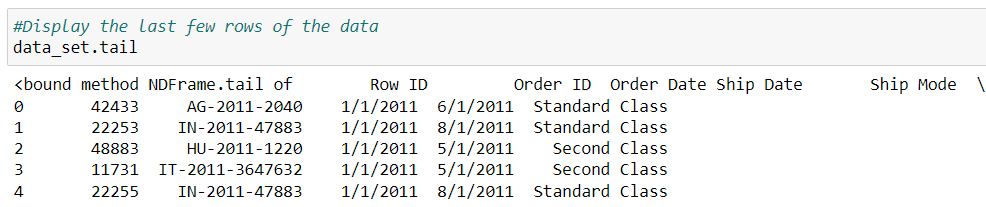 #Display the last few rows of the data
data_set.tail
<bound method NDFrame.tail of        Row ID         Order ID  Order Date Ship Date       Ship Mode  \
0       42433     AG-2011-2040    1/1/2011  6/1/2011  Standard Class
1       22253    IN-2011-47883    1/1/2011  8/1/2011  Standard Class
2       48883     HU-2011-1220    1/1/2011  5/1/2011    Second Class
3       11731  IT-2011-3647632    1/1/2011  5/1/2011    Second Class
4       22255    IN-2011-47883    1/1/2011  8/1/2011  Standard Class